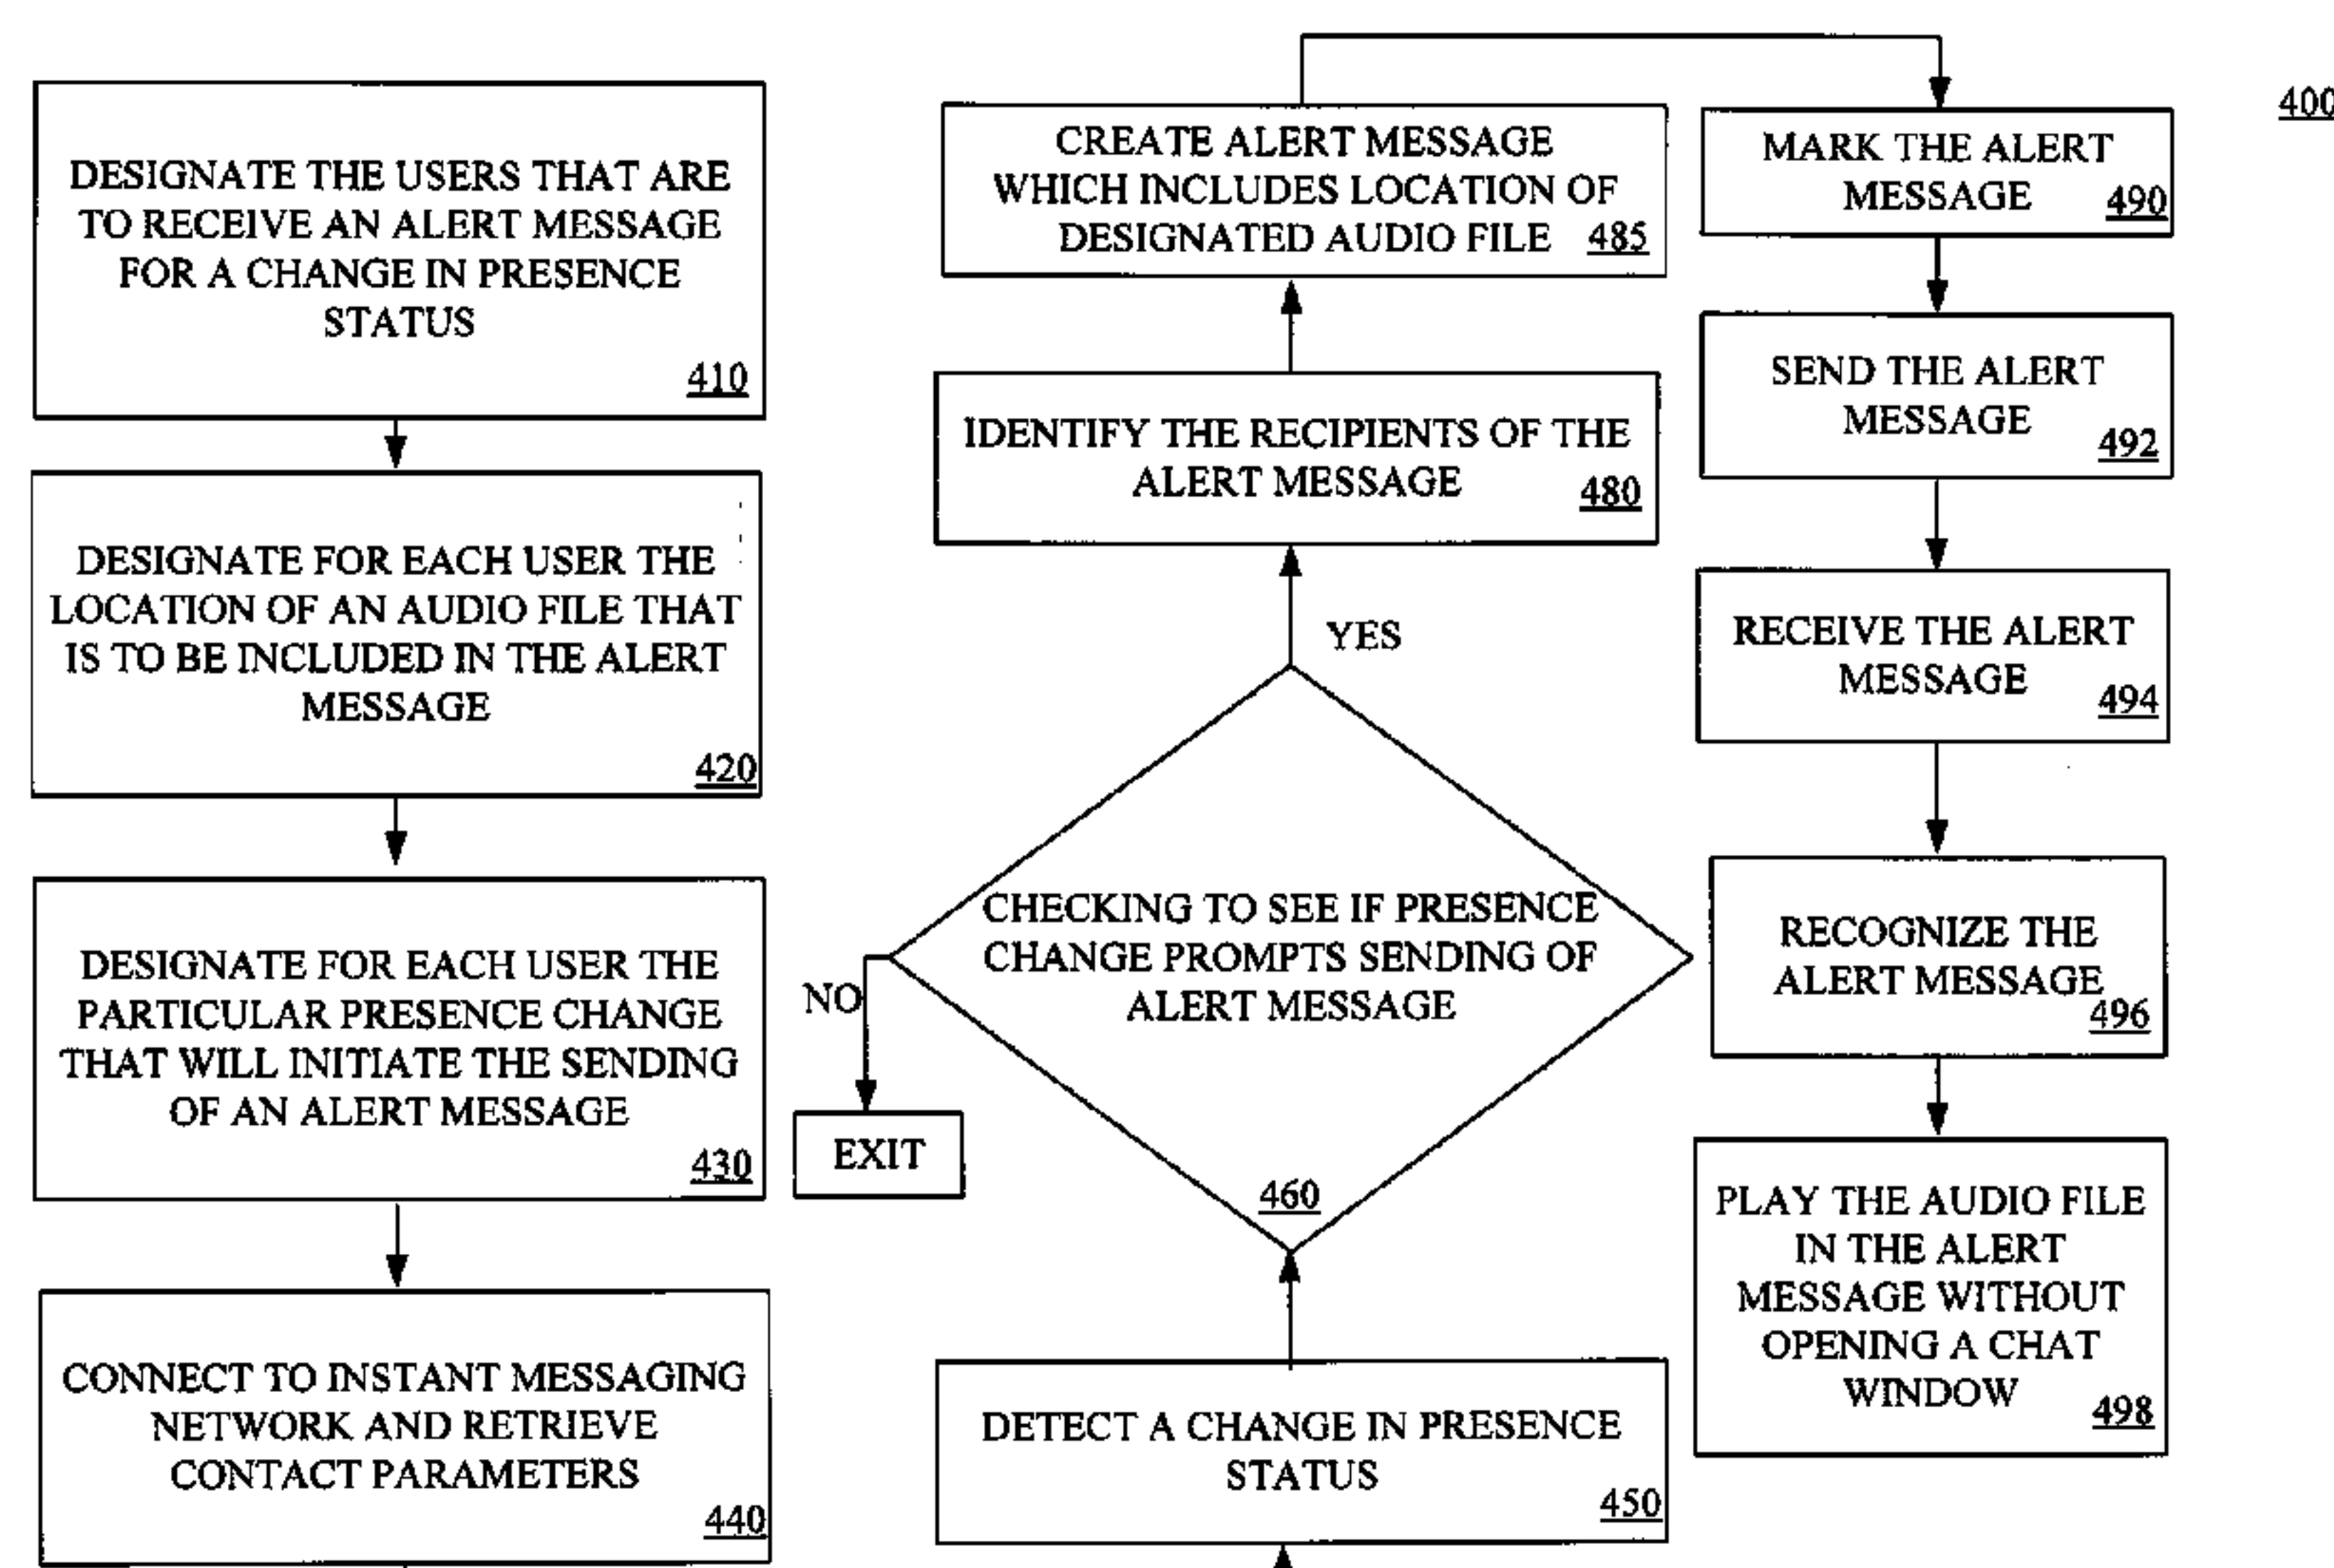 DESIGNATE THE USERS THAT ARE
TO RECEIVE AN ALERT MESSAGE
FOR A CHANGE IN PRESENCE
STATUS
410
DESIGNATE FOR EACH USER THE
LOCATION OF AN AUDIO FILE THAT
IS TO BE INCLUDED IN THE ALERT
MESSAGE
420
DESIGNATE FOR EACH USER THE
PARTICULAR PRESENCE CHANGE
THAT WILL INITIATE THE SENDING
OF AN ALERT MESSAGE
430
CONNECT TO INSTANT MESSAGING
NETWORK AND RETRIEVE
CONTACT PARAMETERS
440
DETECT A CHANGE IN PRESENCE
STATUS
450
CHECKING TO SEE IF PRESENCE
CHANGE PROMPTS SENDING OF
ALERT MESSAGE
460
NO
EXIT
YES
IDENTIFY THE RECIPIENTS OF THE
ALERT MESSAGE
480
CREATE ALERT MESSAGE
WHICH INCLUDES LOCATION OF
DESIGNATED AUDIO FILE 485
MARK THE ALERT
MESSAGE 490
SEND THE ALERT
MESSAGE
492
RECEIVE THE ALERT
MESSAGE
494
RECOGNIZE THE
ALERT MESSAGE
496
PLAY THE AUDIO FILE
IN THE ALERT
MESSAGE WITHOUT
OPENING A CHAT
WINDOW
498
400